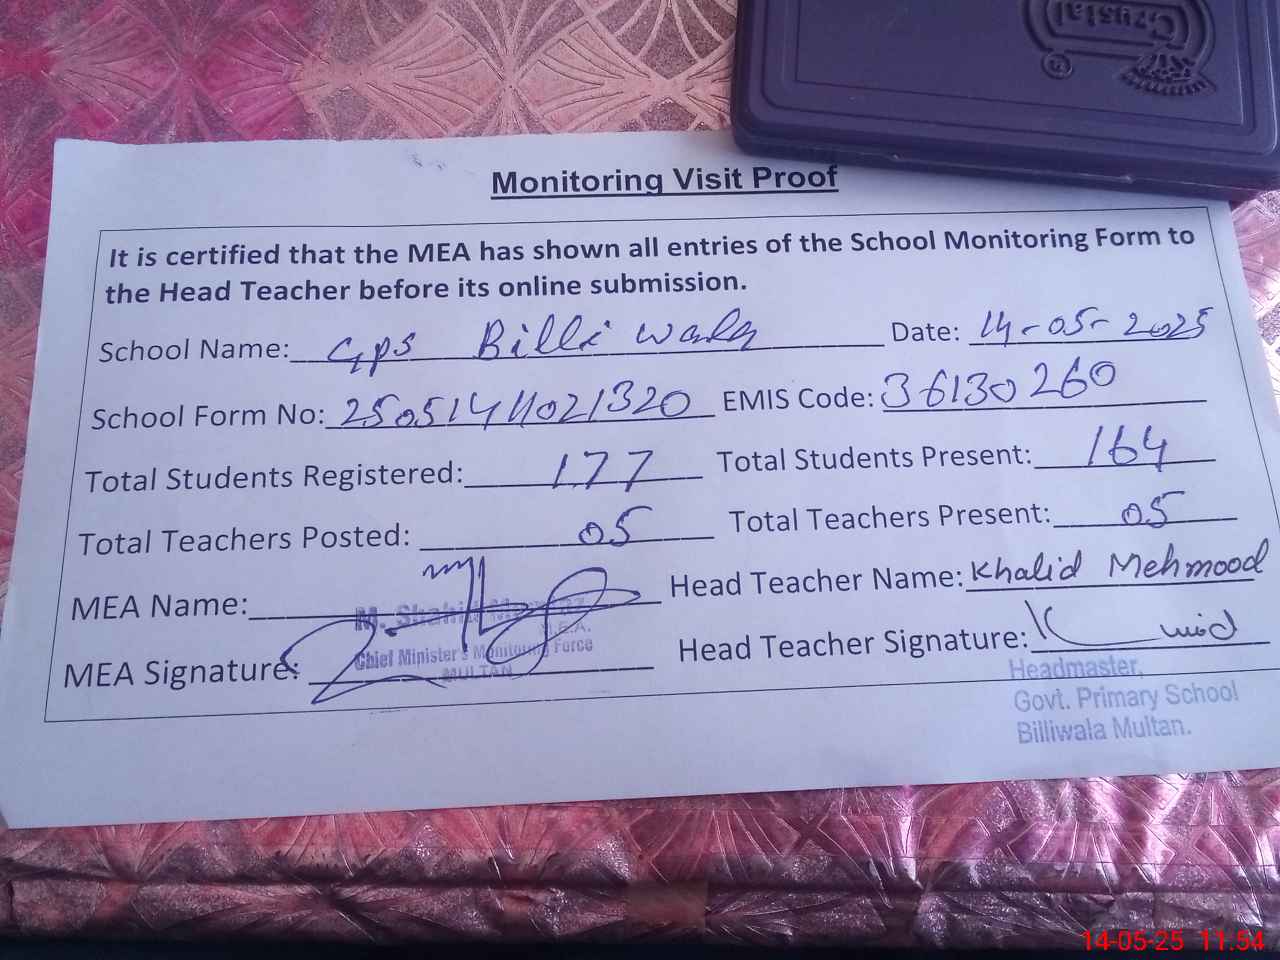 Crystal
Monitoring Visit Proof
It is certified that the MEA has shown all entries of the School Monitoring Form to
the Head Teacher before its online submission.
School Name: GPS Billi wala Date: 14-05-2025
School Form No: 25051411021320 EMIS Code: 36130260
Total Students Registered: 177 Total Students Present: 164
Total Teachers Posted: 05 Total Teachers Present: 05
MEA Name: Head Teacher Name: Khalid Mehmood
M. Shahid
M.E.A.
Chief Minister's Monitoring Force
MULTAN
MEA Signature: Head Teacher Signature:
Headmaster,
Govt. Primary School
Billiwala Multan.
14-05-25 11:54